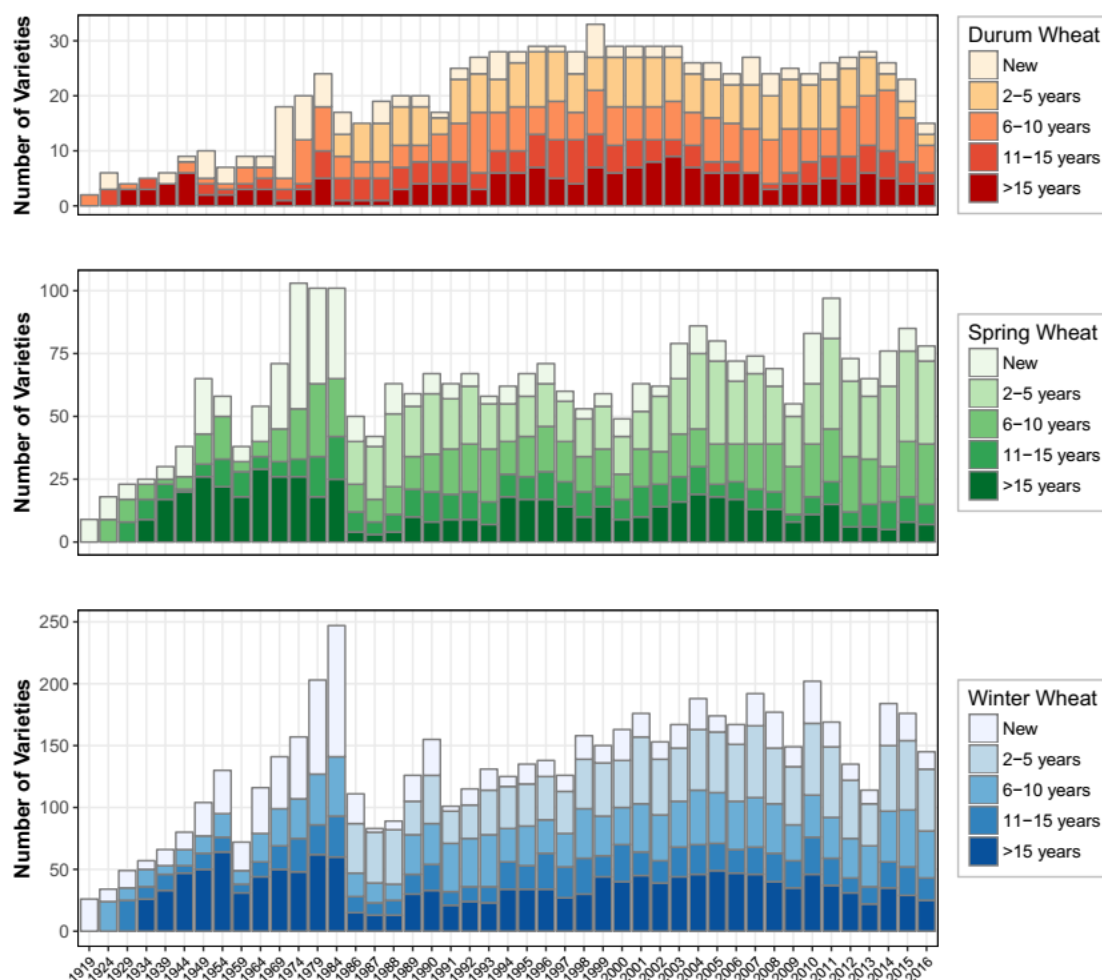 Number of Varieties
30
20
10
0
Durum Wheat
New
2–5 years
6–10 years
11–15 years
>15 years
Number of Varieties
100
75
50
25
0
Spring Wheat
New
2–5 years
6–10 years
11–15 years
>15 years
Number of Varieties
250
200
150
100
50
0
Winter Wheat
New
2–5 years
6–10 years
11–15 years
>15 years
1919 1924 1929 1934 1939 1944 1949 1954 1959 1964 1969 1974 1979 1984 1986 1987 1988 1989 1990 1991 1992 1993 1994 1995 1996 1997 1998 1999 2000 2001 2002 2003 2004 2005 2006 2007 2008 2009 2010 2011 2012 2013 2014 2015 2016